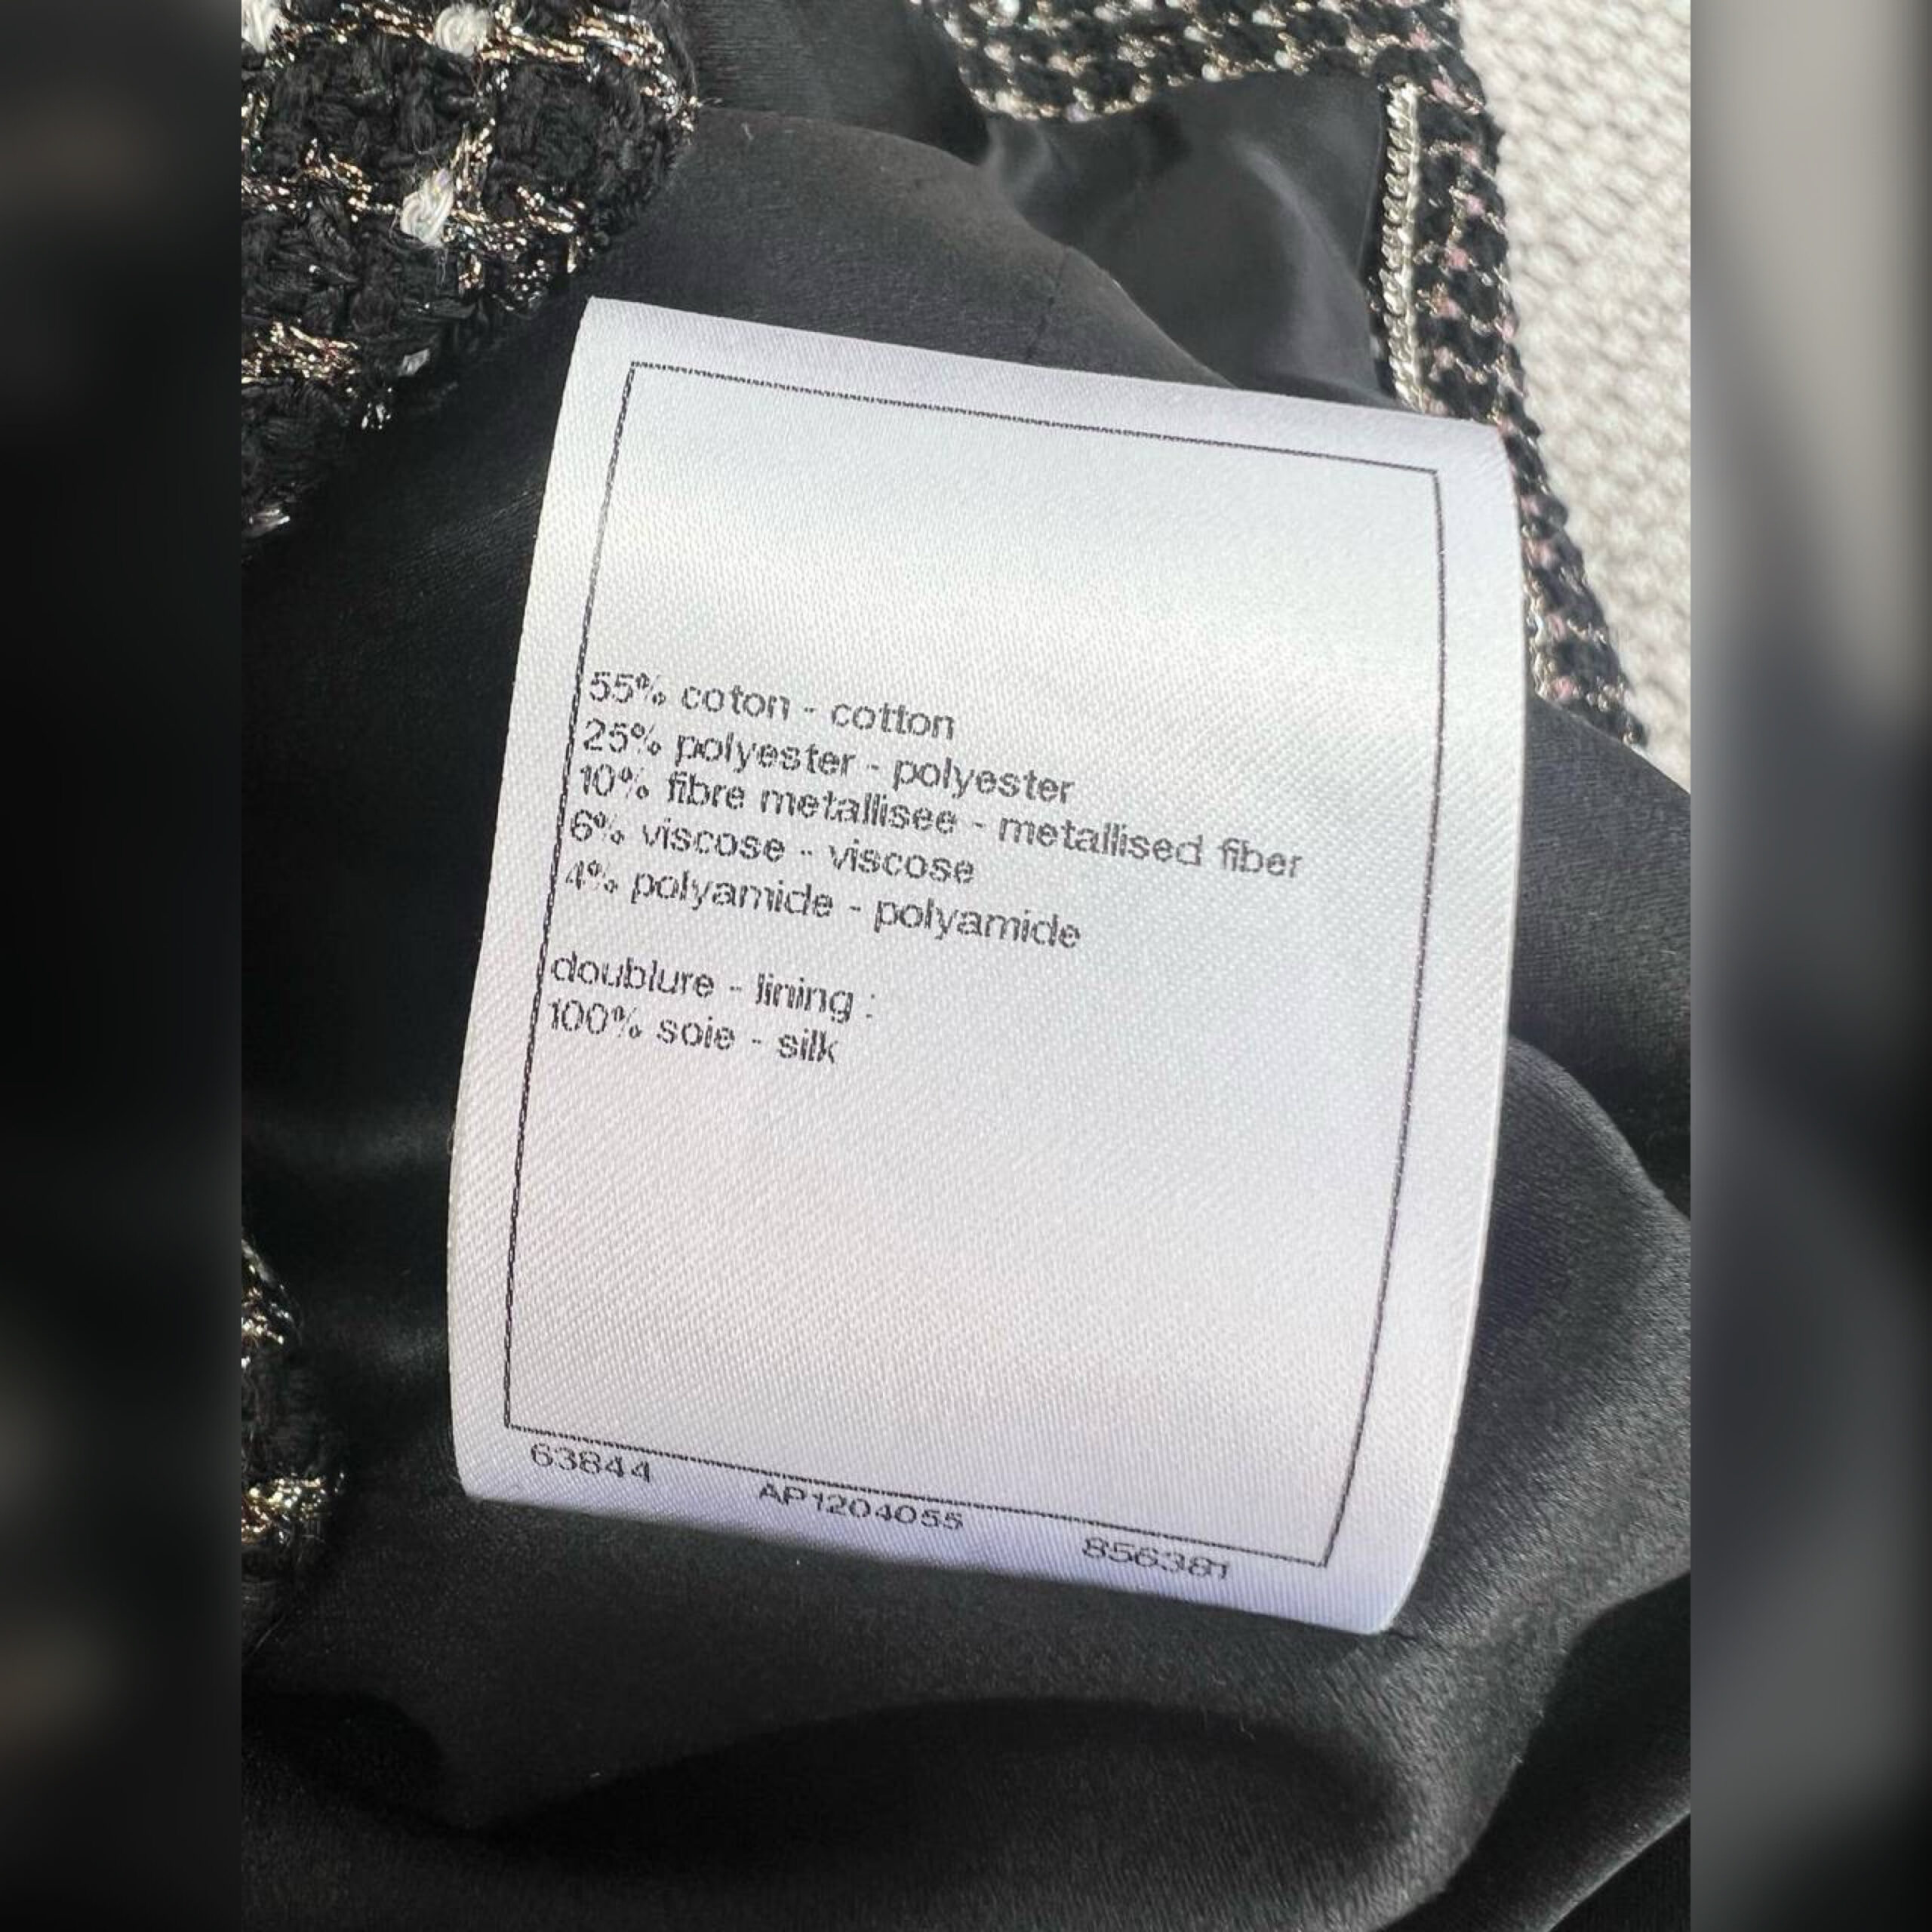 55% coton - cotton
25% polyester - polyester
10% fibre metallisee - metallised fiber
6% viscose - viscose
4% polyamide - polyamide
doublure - lining :
100% soie - silk
63844 AP1204055 856381